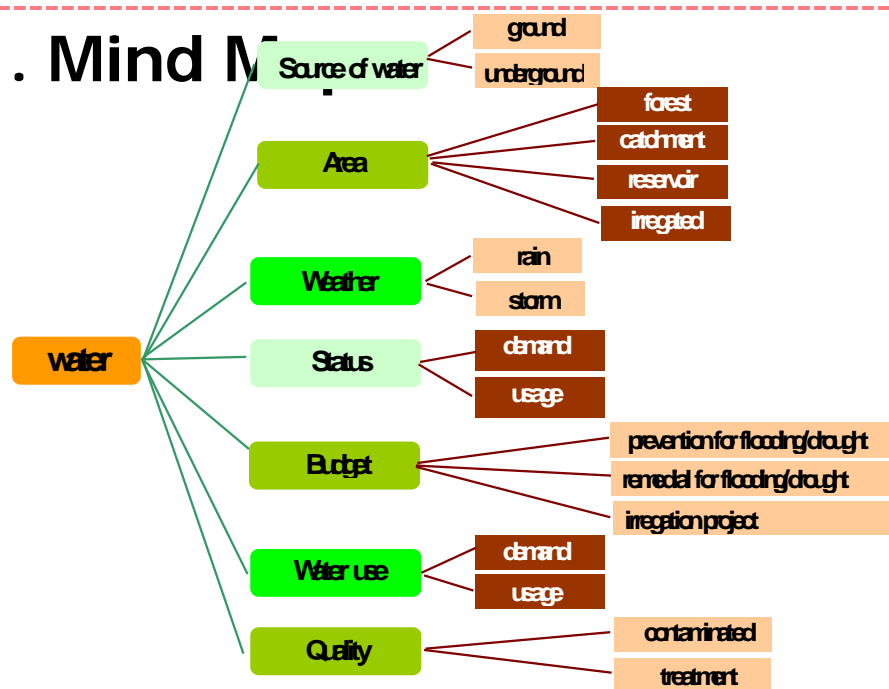 . Mind M
Source of water
ground
underground
Area
forest
catchment
reservoir
irregated
Weather
rain
storm
water
Status
demand
usage
Budget
prevention for flooding/drought
remedial for flooding/drought
irregation project
Water use
demand
usage
Quality
contaminated
treatment